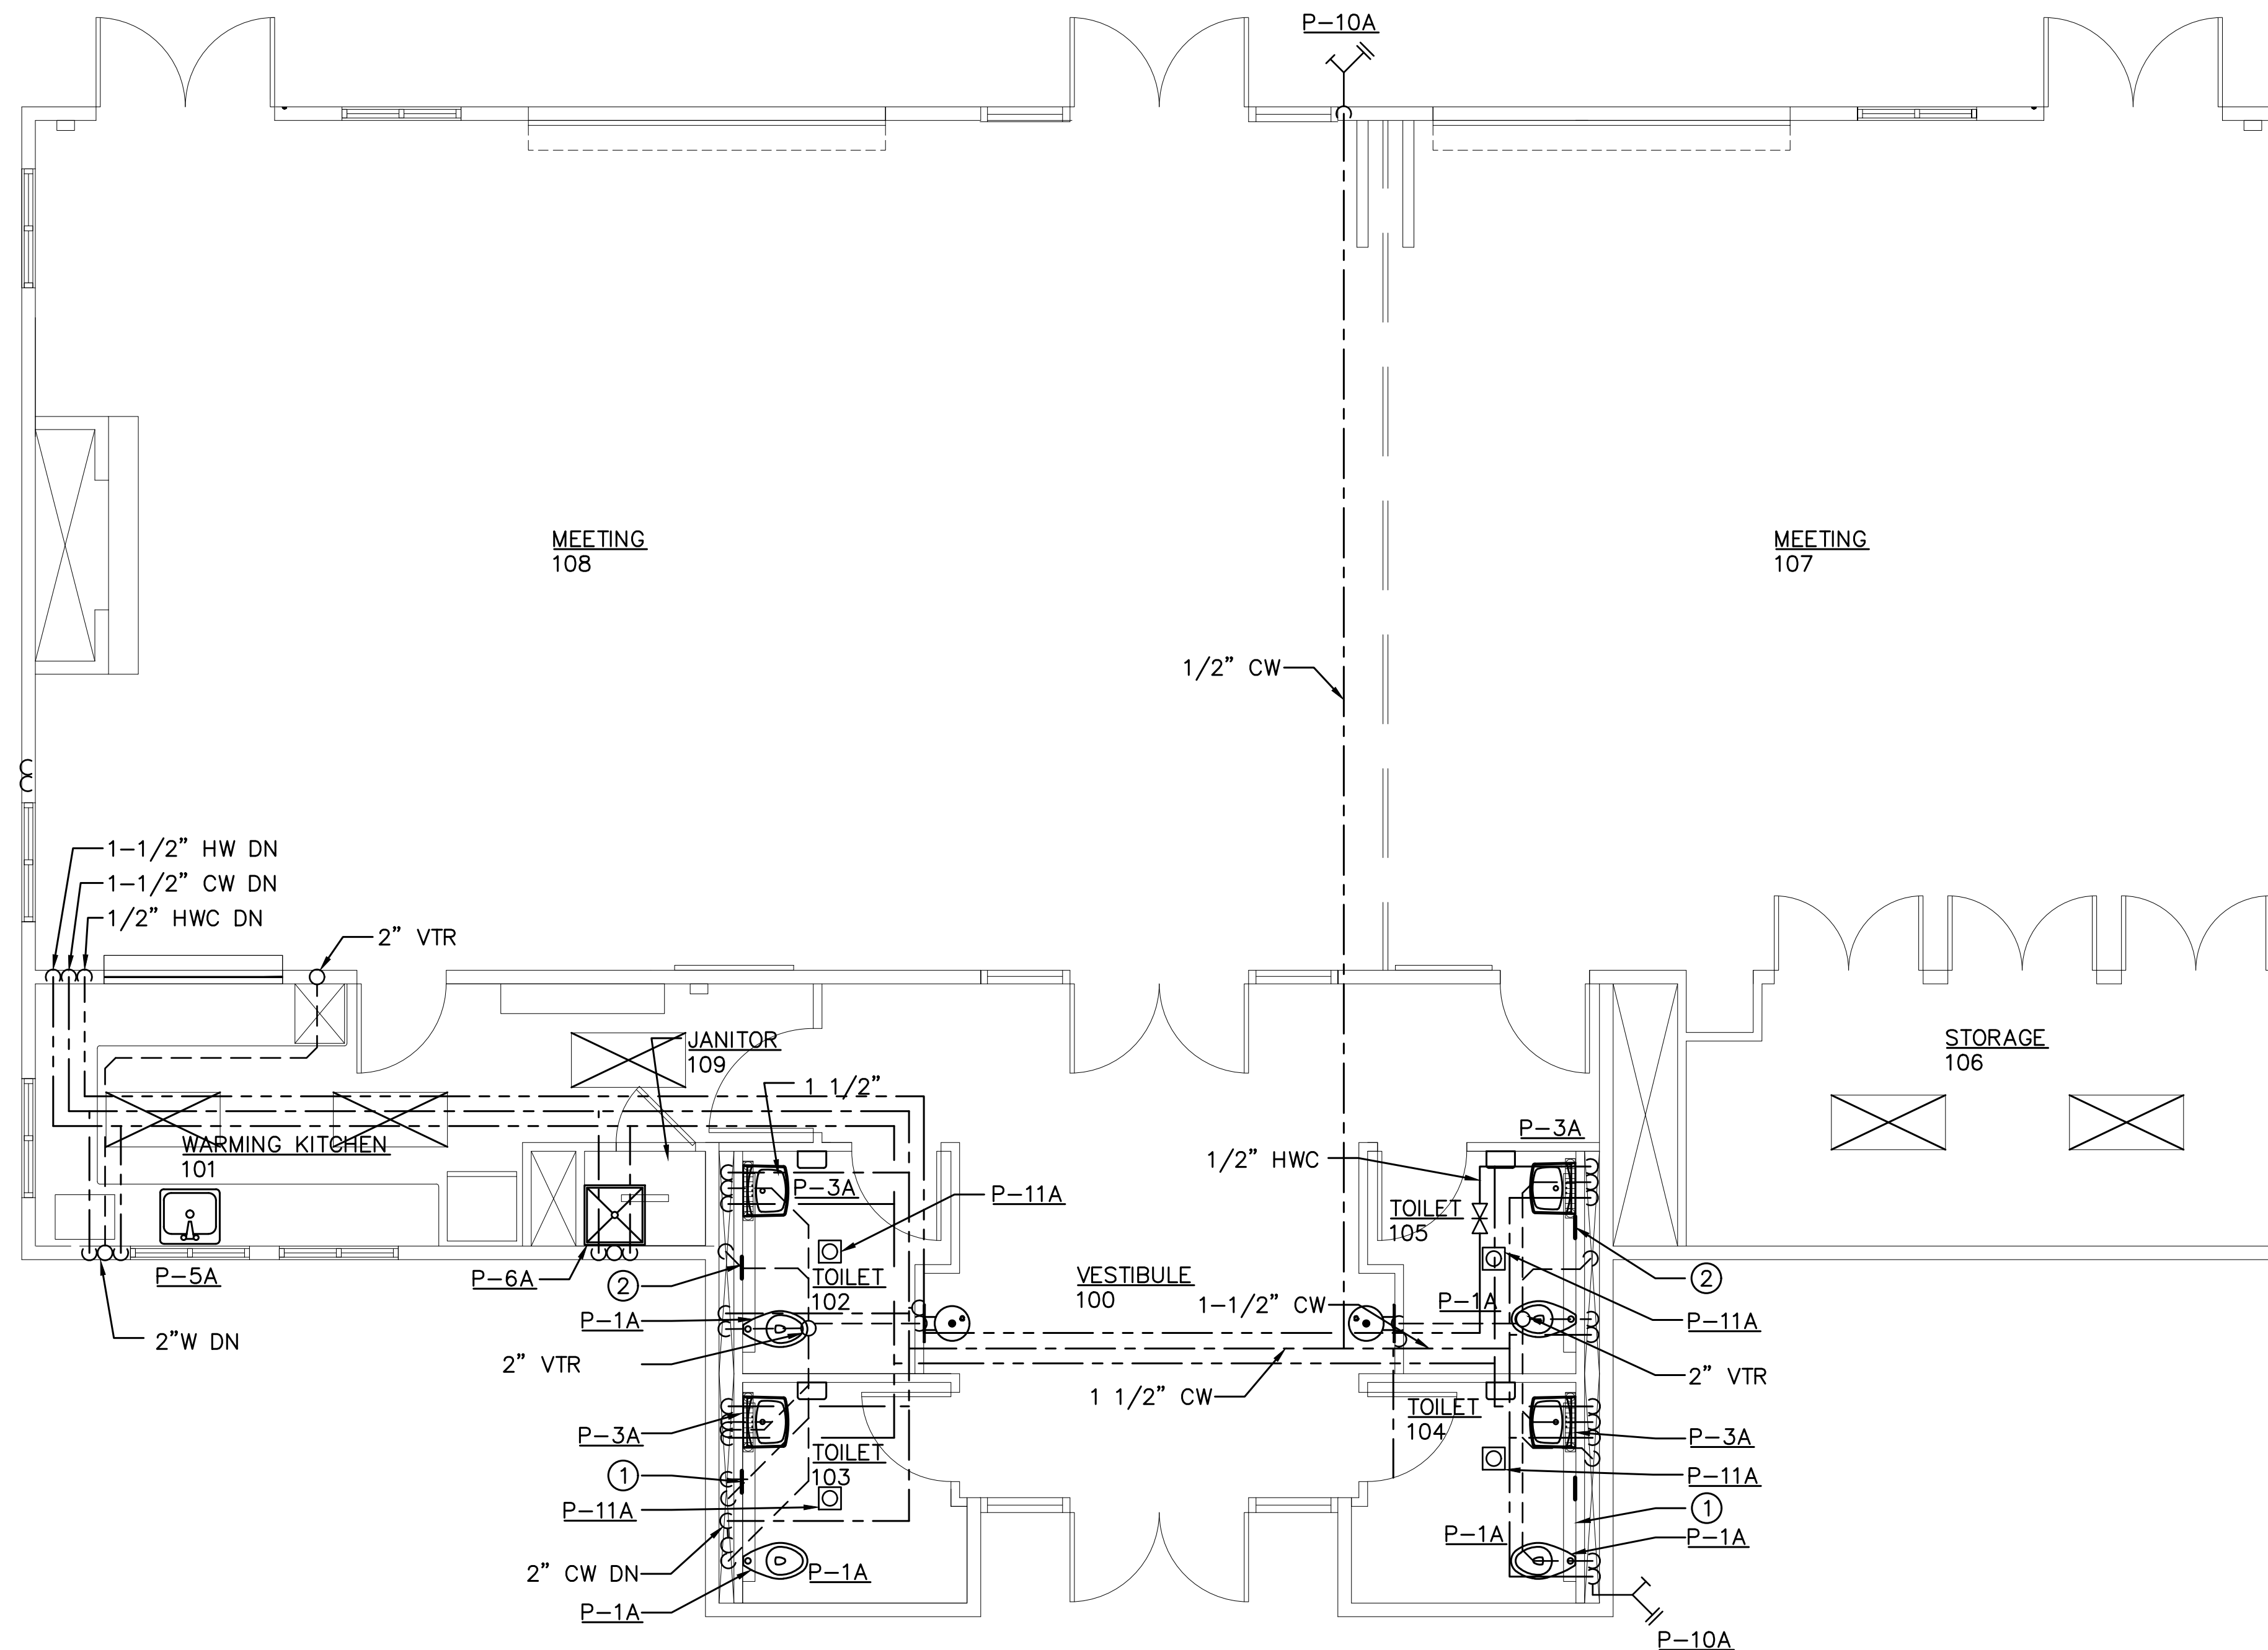 P-10A
MEETING
108
MEETING
107
1/2" CW
1-1/2" HW DN
1-1/2" CW DN
1/2" HWC DN
2" VTR
JANITOR
109
STORAGE
106
1 1/2"
WARMING KITCHEN
101
P-3A
P-3A
1/2" HWC
P-11A
TOILET
105
P-5A
P-6A
2
TOILET
102
VESTIBULE
100
2
1-1/2" CW
P-1A
P-1A
P-11A
2"W DN
2" VTR
2" VTR
1 1/2" CW
TOILET
104
P-3A
P-3A
TOILET
103
1
P-11A
P-11A
1
P-1A
P-1A
2" CW DN
P-1A
P-1A
P-10A